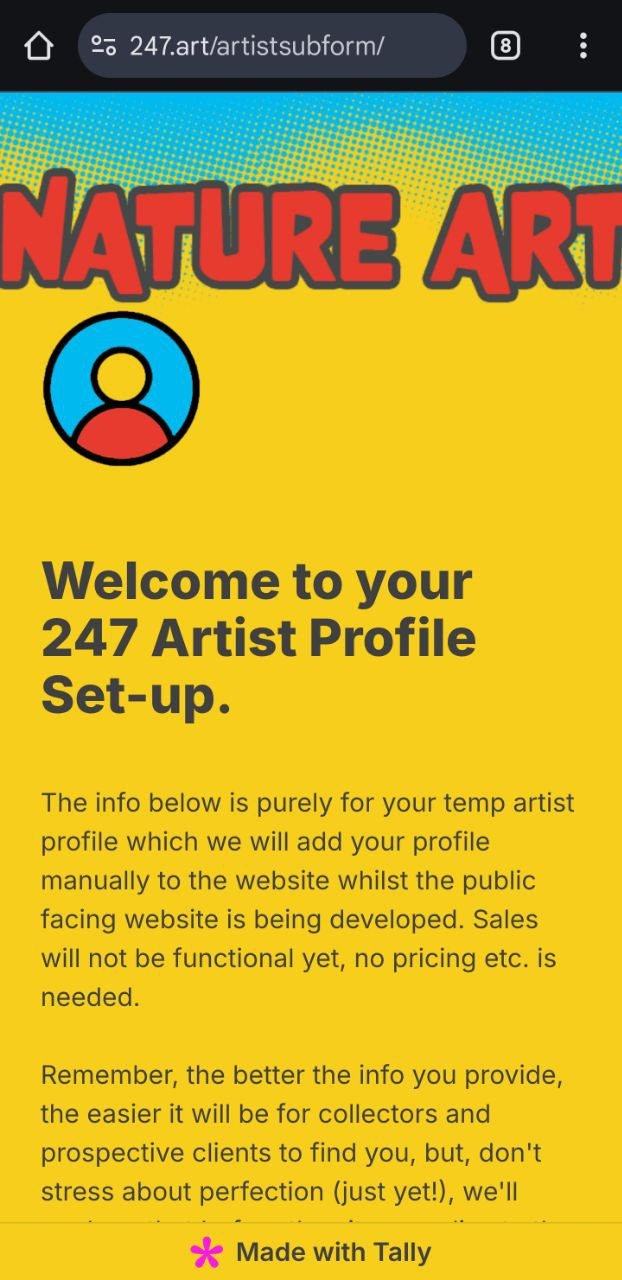 247.art/artistsubform/
8
NATURE ART
Welcome to your
247 Artist Profile
Set-up.
The info below is purely for your temp artist
profile which we will add your profile
manually to the website whilst the public
facing website is being developed. Sales
will not be functional yet, no pricing etc. is
needed.
Remember, the better the info you provide,
the easier it will be for collectors and
prospective clients to find you, but, don't
stress about perfection (just yet!), we'll
Made with Tally